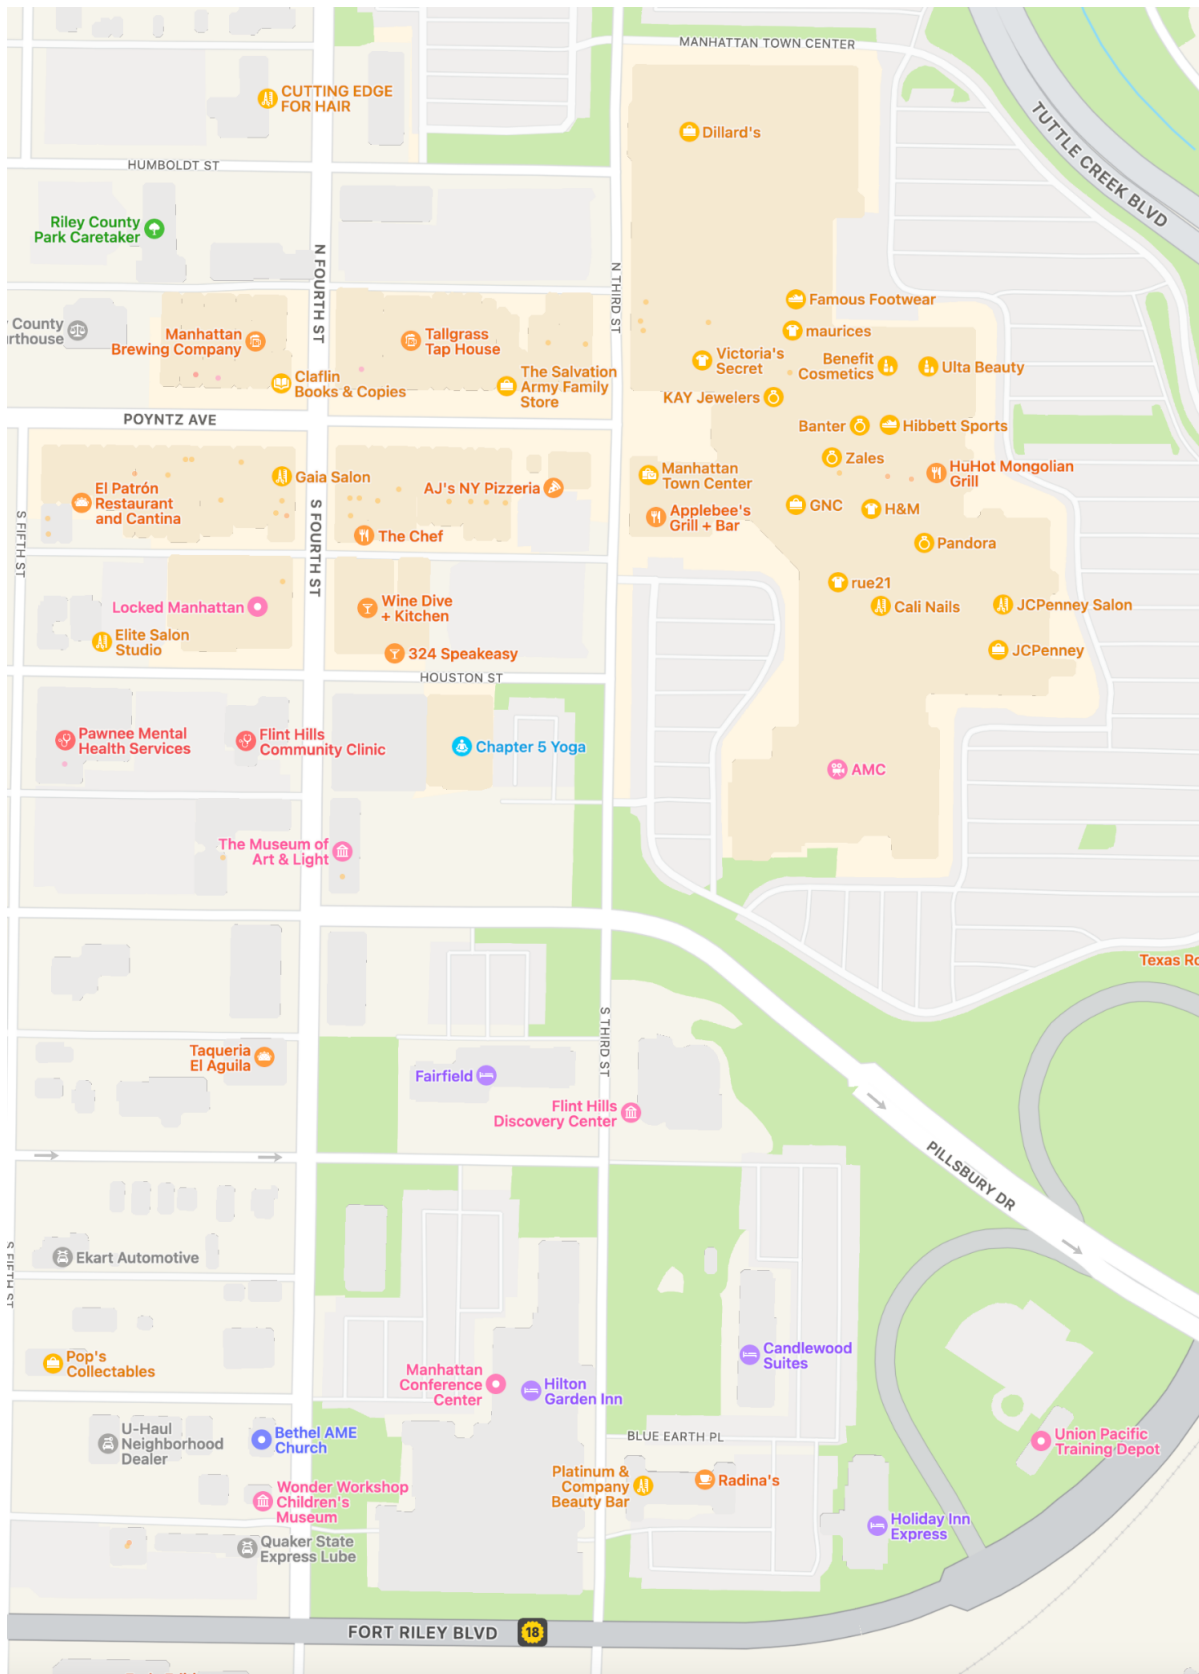 MANHATTAN TOWN CENTER
CUTTING EDGE
FOR HAIR
Dillard's
TUTTLE CREEK BLVD
HUMBOLDT ST
Riley County
Park Caretaker
N FOURTH ST
N THIRD ST
Famous Footwear
County
Manhattan
Brewing Company
Tallgrass
Tap House
maurices
Victoria's
Secret
Benefit
Cosmetics
Ulta Beauty
Claflin
Books & Copies
The Salvation
Army Family
Store
KAY Jewelers
POYNTZ AVE
Banter
Hibbett Sports
Zales
Gaia Salon
Manhattan
Town Center
HuHot Mongolian
Grill
El Patrón
Restaurant
and Cantina
AJ's NY Pizzeria
GNC
H&M
Applebee's
Grill + Bar
S FIFTH ST
S FOURTH ST
The Chef
Pandora
rue21
Locked Manhattan
Wine Dive
+ Kitchen
Cali Nails
JCPenney Salon
Elite Salon
Studio
324 Speakeasy
JCPenney
HOUSTON ST
Pawnee Mental
Health Services
Flint Hills
Community Clinic
Chapter 5 Yoga
AMC
The Museum of
Art & Light
Texas
S THIRD ST
Taqueria
El Aguila
Fairfield
Flint Hills
Discovery Center
PILLSBURY DR
S FIFTH ST
Ekart Automotive
Pop's
Collectables
Candlewood
Suites
Manhattan
Conference
Center
Hilton
Garden Inn
U-Haul
Neighborhood
Dealer
Bethel AME
Church
BLUE EARTH PL
Union Pacific
Training Depot
Platinum &
Company
Beauty Bar
Radina's
Wonder Workshop
Children's
Museum
Holiday Inn
Express
Quaker State
Express Lube
FORT RILEY BLVD
18